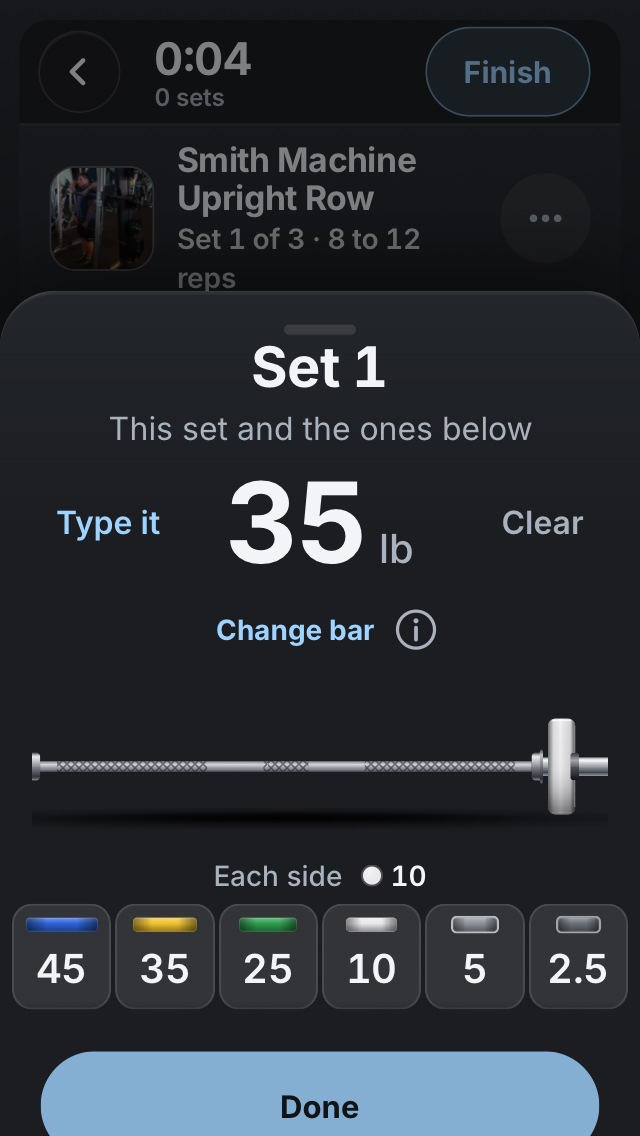 0:04
0 sets
Finish
Smith Machine
Upright Row
Set 1 of 3 · 8 to 12
reps
Set 1
This set and the ones below
Type it
35 lb
Clear
Change bar
Each side 10
45
35
25
10
5
2.5
Done